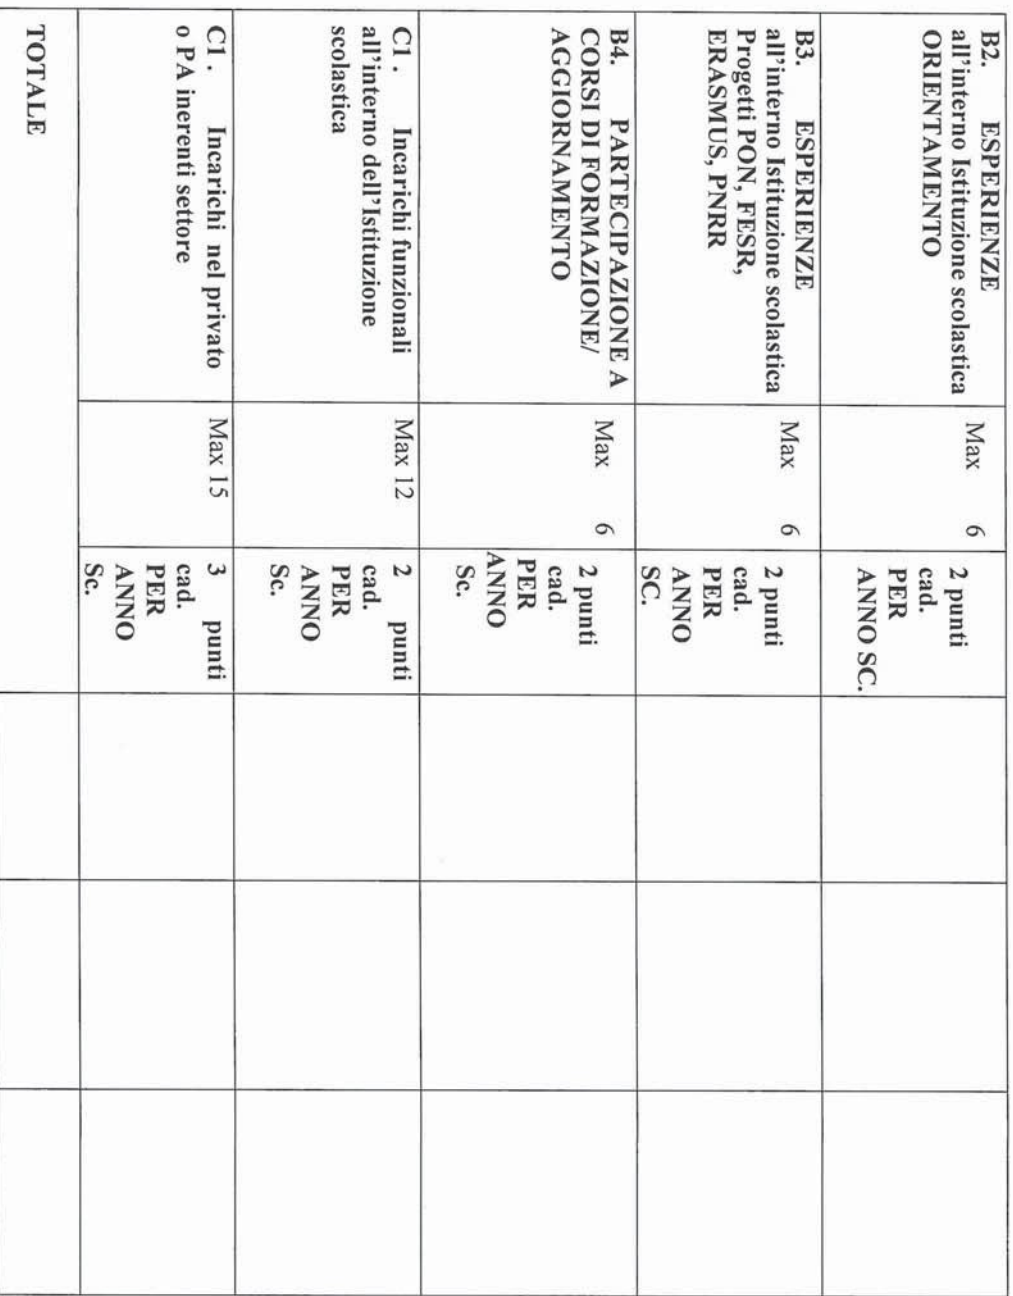 B2. ESPERIENZE
all'interno Istituzione scolastica
ORIENTAMENTO
Max 6
2 punti
cad.
PER
ANNO SC.
B3. ESPERIENZE
all'interno Istituzione scolastica
Progetti PON, FESR,
ERASMUS, PNRR
Max 6
2 punti
cad.
PER
ANNO
SC.
B4. PARTECIPAZIONE A
CORSI DI FORMAZIONE/
AGGIORNAMENTO
Max 6
2 punti
cad.
PER
ANNO
Sc.
C1 . Incarichi funzionali
all'interno dell'Istituzione
scolastica
Max 12
2 punti
cad.
PER
ANNO
Sc.
C1 . Incarichi nel privato
o PA inerenti settore
Max 15
3 punti
cad.
PER
ANNO
Sc.
TOTALE